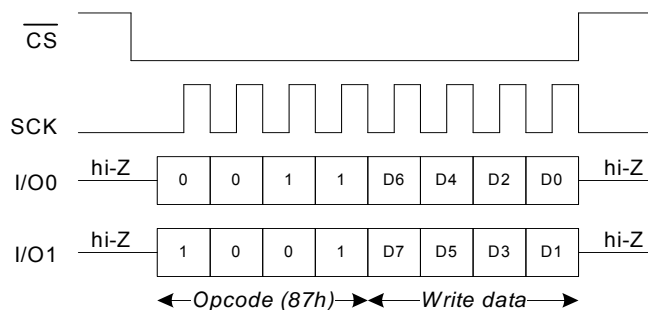 CS
SCK
hi-Z hi-Z
I/O0 0 0 1 1 D6 D4 D2 D0
hi-Z hi-Z
I/O1 1 0 0 1 D7 D5 D3 D1
Opcode (87h) Write data